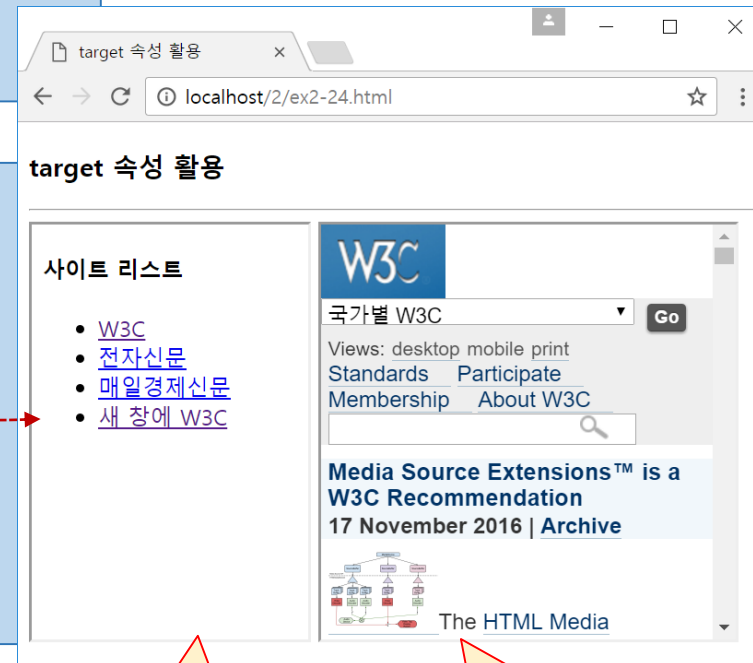 target 속성 활용
localhost/2/ex2-24.html
target 속성 활용
사이트 리스트
W3C
전자신문
매일경제신문
새 창에 W3C
W3C
국가별 W3C
Go
Views: desktop mobile print
Standards Participate
Membership About W3C
Media Source Extensions™ is a
W3C Recommendation
17 November 2016 | Archive
The HTML Media